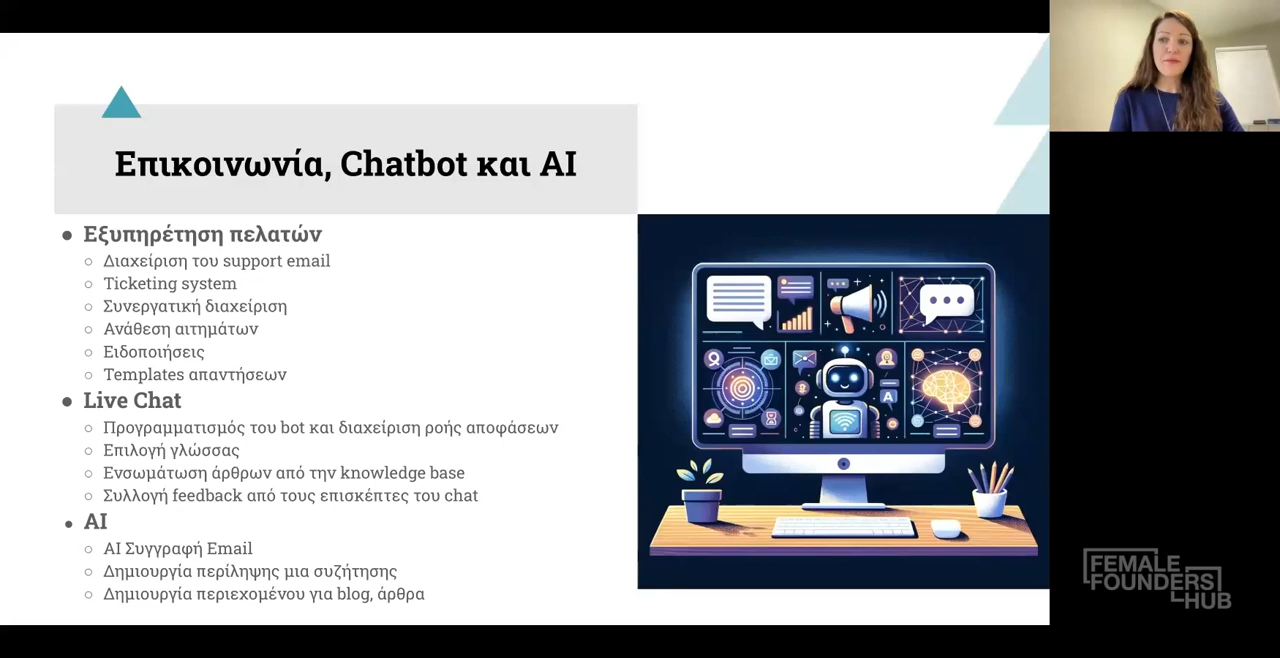 Επικοινωνία, Chatbot και AI
● Εξυπηρέτηση πελατών
○ Διαχείριση του support email
○ Ticketing system
○ Συνεργατική διαχείριση
○ Ανάθεση αιτημάτων
○ Ειδοποιήσεις
○ Templates απαντήσεων
● Live Chat
○ Προγραμματισμός του bot και διαχείριση ροής αποφάσεων
○ Επιλογή γλώσσας
○ Ενσωμάτωση άρθρων από την knowledge base
○ Συλλογή feedback από τους επισκέπτες του chat
● AI
○ AI Συγγραφή Email
○ Δημιουργία περίληψης μια συζήτησης
○ Δημιουργία περιεχομένου για blog, άρθρα
A
FEMALE
FOUNDERS
HUB